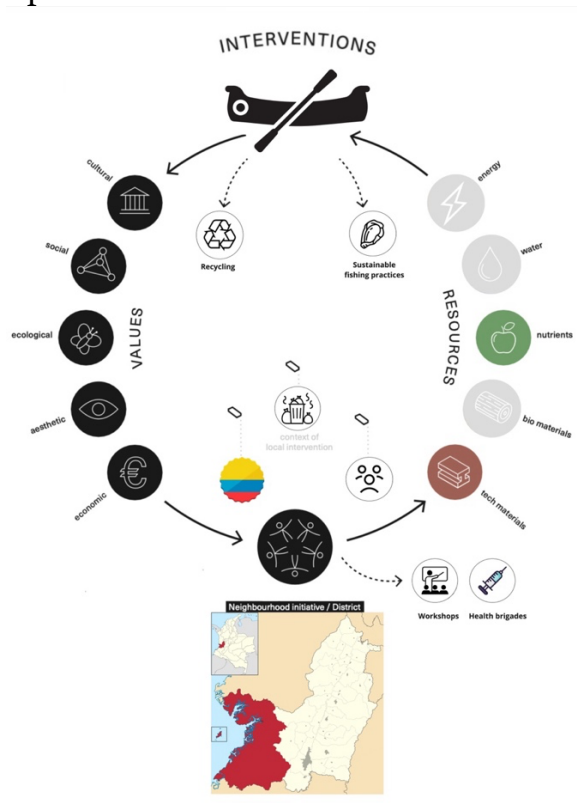 INTERVENTIONS
cultural
energy
Recycling
Sustainable
fishing practices
social
water
ecological
VALUES
RESOURCES
nutrients
aesthetic
context of
local intervention
bio materials
economic
tech materials
Workshops
Health brigades
Neighbourhood initiative / District